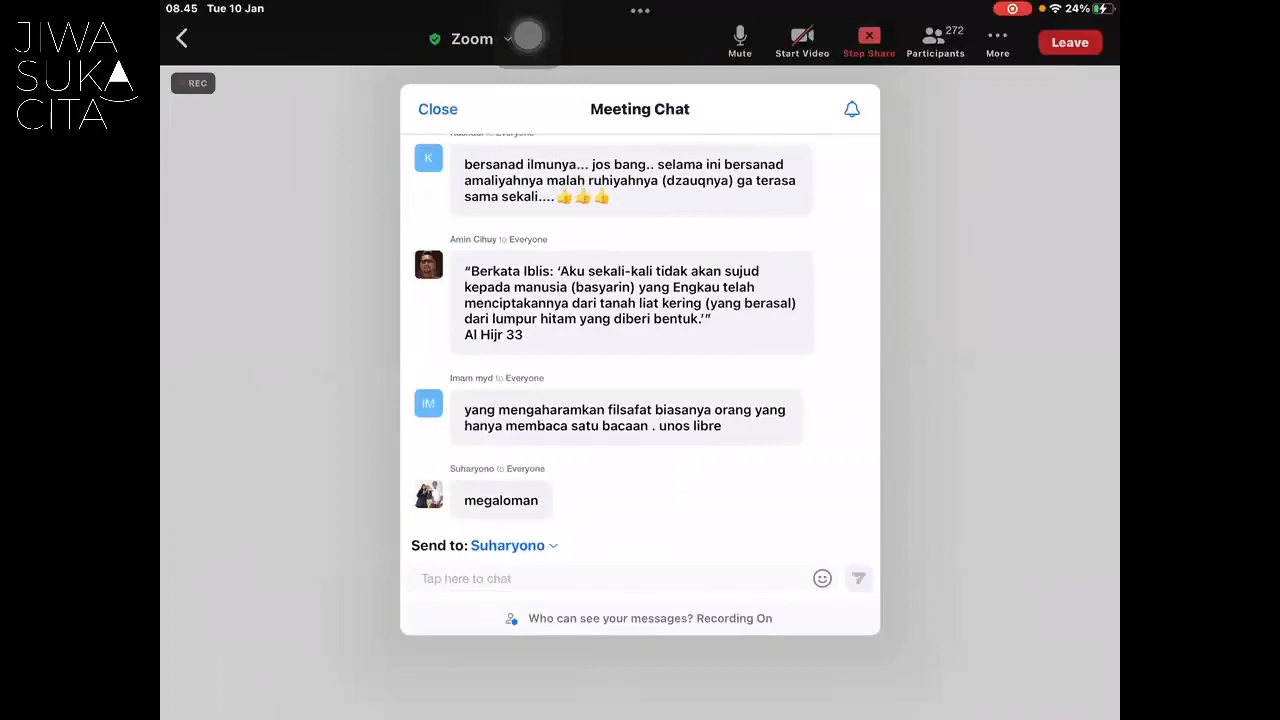 JIWA
SUKA
CITA
08.45 Tue 10 Jan
24%
Zoom
Mute
Start Video
Stop Share
272
Participants
More
Leave
REC
Close
Meeting Chat
to Everyone
K
bersanad ilmunya... jos bang.. selama ini bersanad
amaliyahnya malah ruhiyahnya (dzauqnya) ga terasa
sama sekali....👍👍👍
Amin Cihuy to Everyone
“Berkata Iblis: ‘Aku sekali-kali tidak akan sujud
kepada manusia (basyarin) yang Engkau telah
menciptakannya dari tanah liat kering (yang berasal)
dari lumpur hitam yang diberi bentuk.’”
Al Hijr 33
Imam myd to Everyone
IM
yang mengaharamkan filsafat biasanya orang yang
hanya membaca satu bacaan . unos libre
Suharyono to Everyone
megaloman
Send to: Suharyono
Tap here to chat
Who can see your messages? Recording On